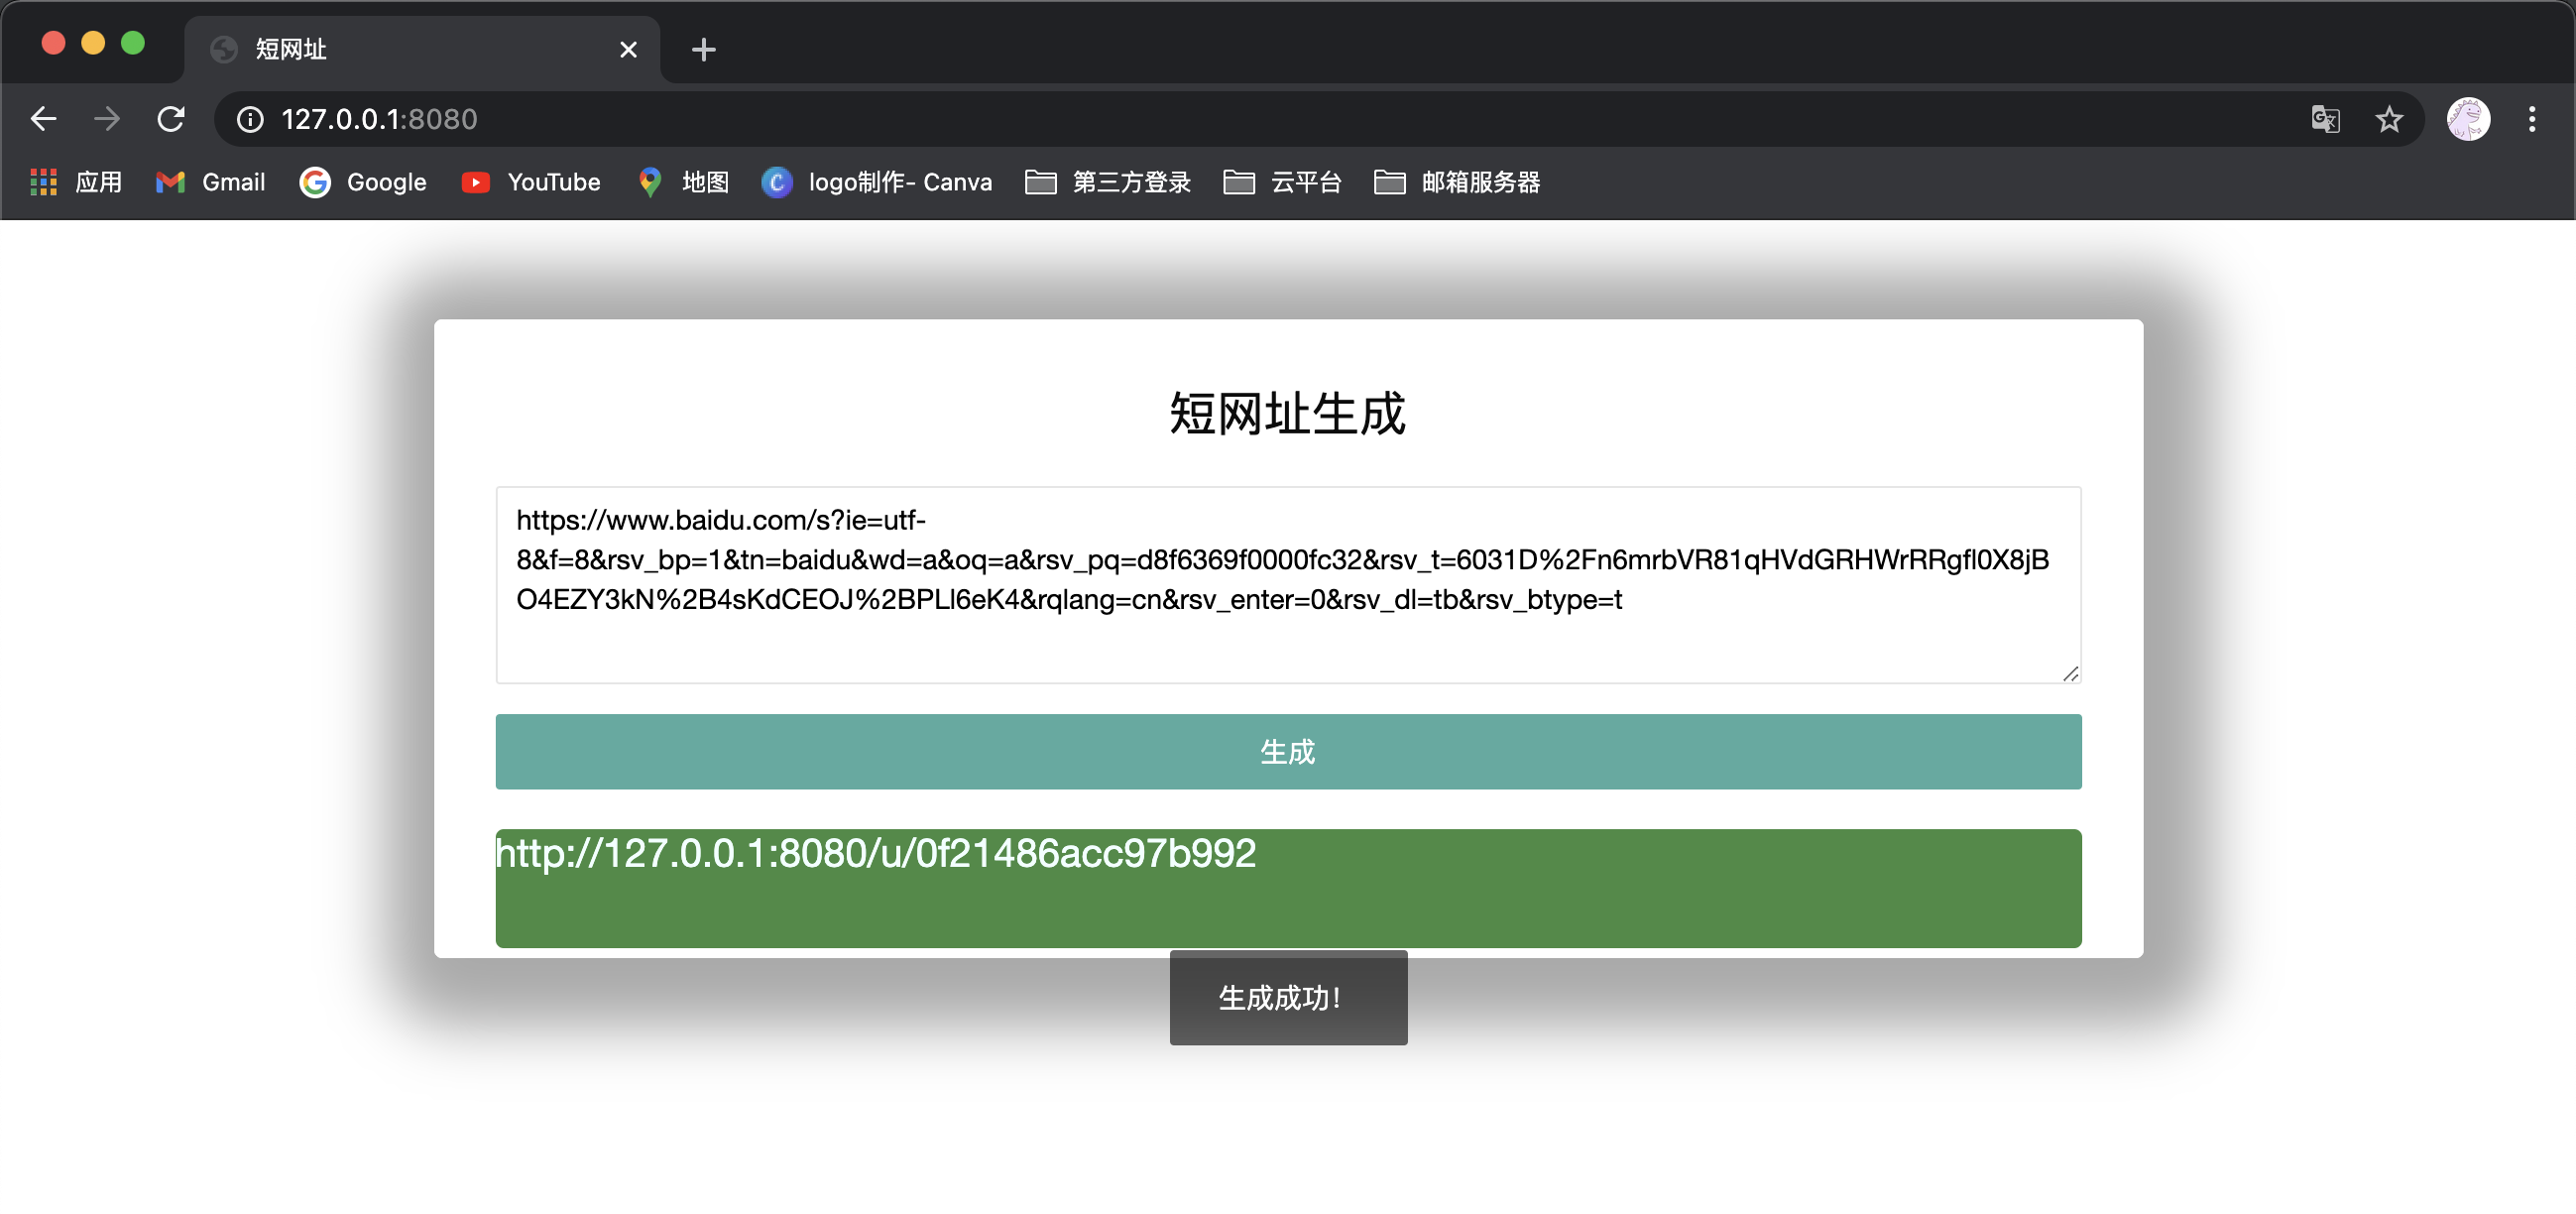 短网址
127.0.0.1:8080
应用 Gmail Google YouTube 地图 logo制作- Canva 第三方登录 云平台 邮箱服务器
短网址生成
https://www.baidu.com/s?ie=utf-
8&f=8&rsv_bp=1&tn=baidu&wd=a&oq=a&rsv_pq=d8f6369f0000fc32&rsv_t=6031D%2Fn6mrbVR81qHVdGRHWrRRgfl0X8jB
O4EZY3kN%2B4sKdCEOJ%2BPLl6eK4&rqlang=cn&rsv_enter=0&rsv_dl=tb&rsv_btype=t
生成
http://127.0.0.1:8080/u/0f21486acc97b992
生成成功！